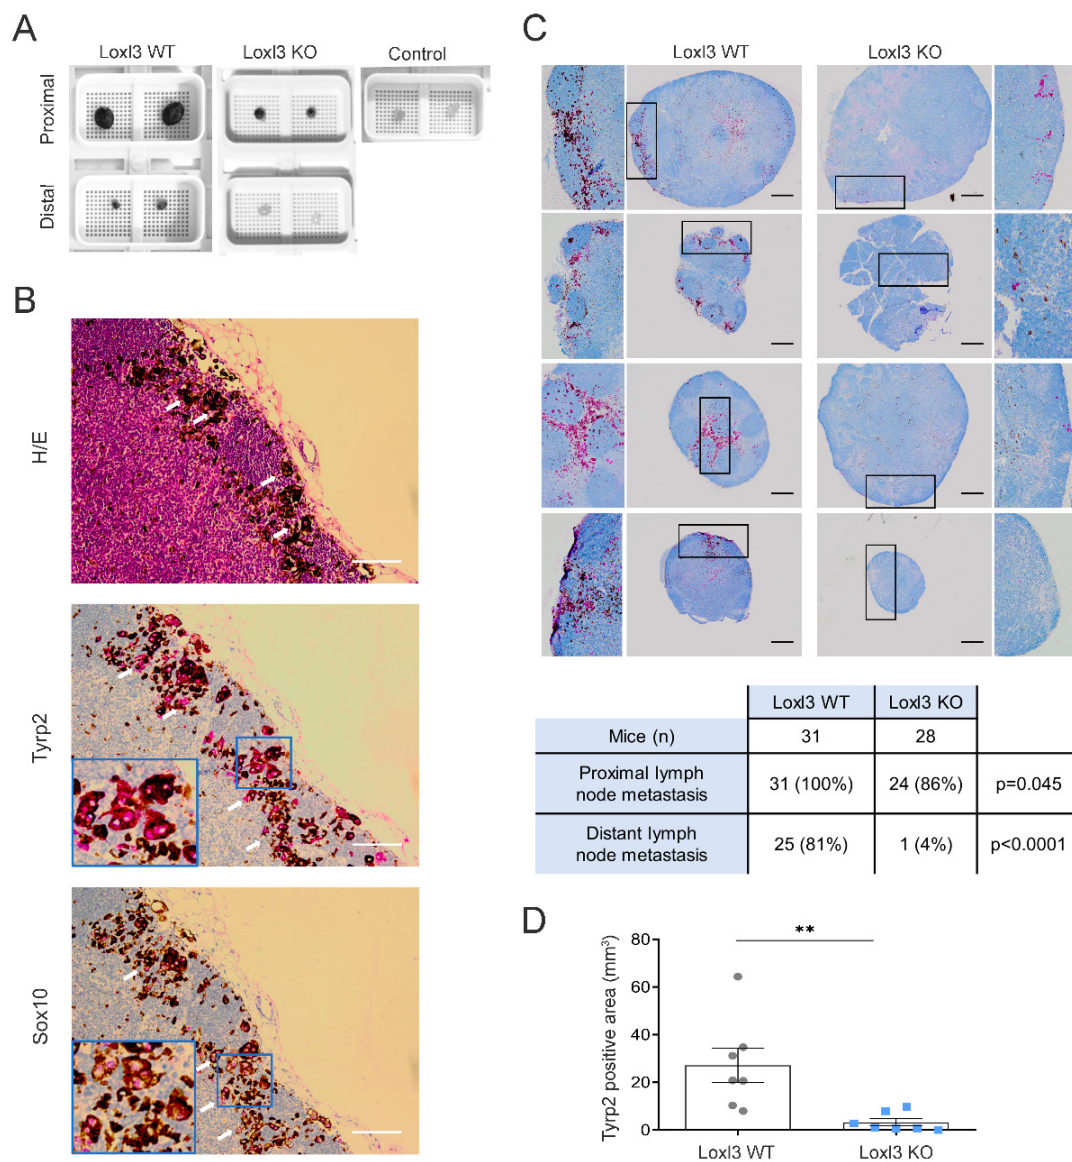 A
Loxl3 WT
Loxl3 KO
Control
Proximal
Distal
B
H/E
Tyrp2
Sox10
C
Loxl3 WT
Loxl3 KO
Loxl3 WT
Loxl3 KO
Mice (n)
31
28
Proximal lymph
node metastasis
31 (100%)
24 (86%)
p=0.045
Distant lymph
node metastasis
25 (81%)
1 (4%)
p<0.0001
D
Tyrp2 positive area (mm³)
80
60
40
20
0
**
Loxl3 WT
Loxl3 KO